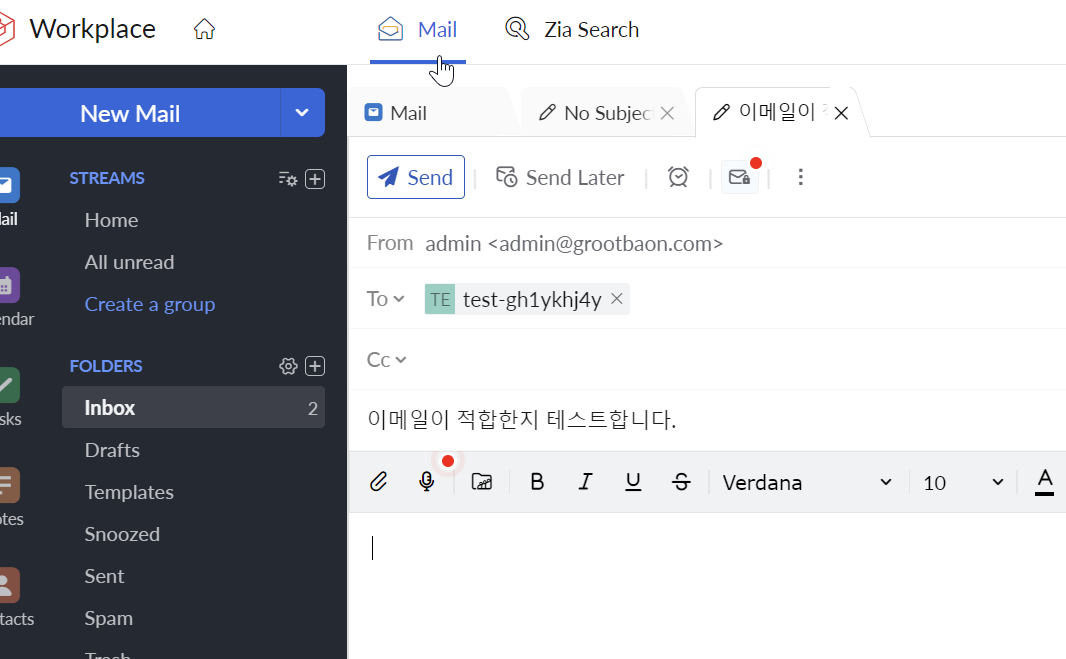 Workplace
Mail
Zia Search
New Mail
Mail
No Subjec
이메일이
STREAMS
Send
Send Later
Home
All unread
Create a group
From admin <admin@grootbaon.com>
To TE test-gh1ykhj4y
FOLDERS
Cc
Inbox 2
이메일이 적합한지 테스트합니다.
Drafts
B I U S Verdana 10 A
Templates
Snoozed
Sent
Spam
Trash
ail
endar
sks
otes
tacts